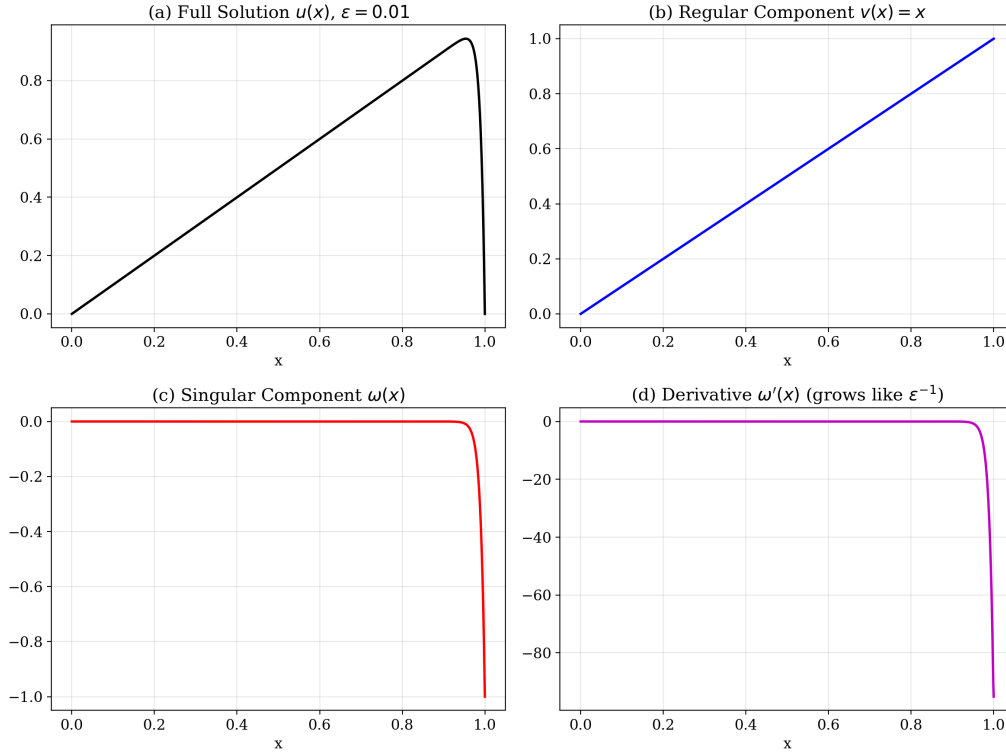 (a) Full Solution u(x), ε = 0.01
0.8
0.6
0.4
0.2
0.0
0.0 0.2 0.4 0.6 0.8 1.0
x
(b) Regular Component v(x) = x
1.0
0.8
0.6
0.4
0.2
0.0
0.0 0.2 0.4 0.6 0.8 1.0
x
(c) Singular Component ω(x)
0.0
−0.2
−0.4
−0.6
−0.8
−1.0
0.0 0.2 0.4 0.6 0.8 1.0
x
(d) Derivative ω′(x) (grows like ε⁻¹)
0
−20
−40
−60
−80
0.0 0.2 0.4 0.6 0.8 1.0
x